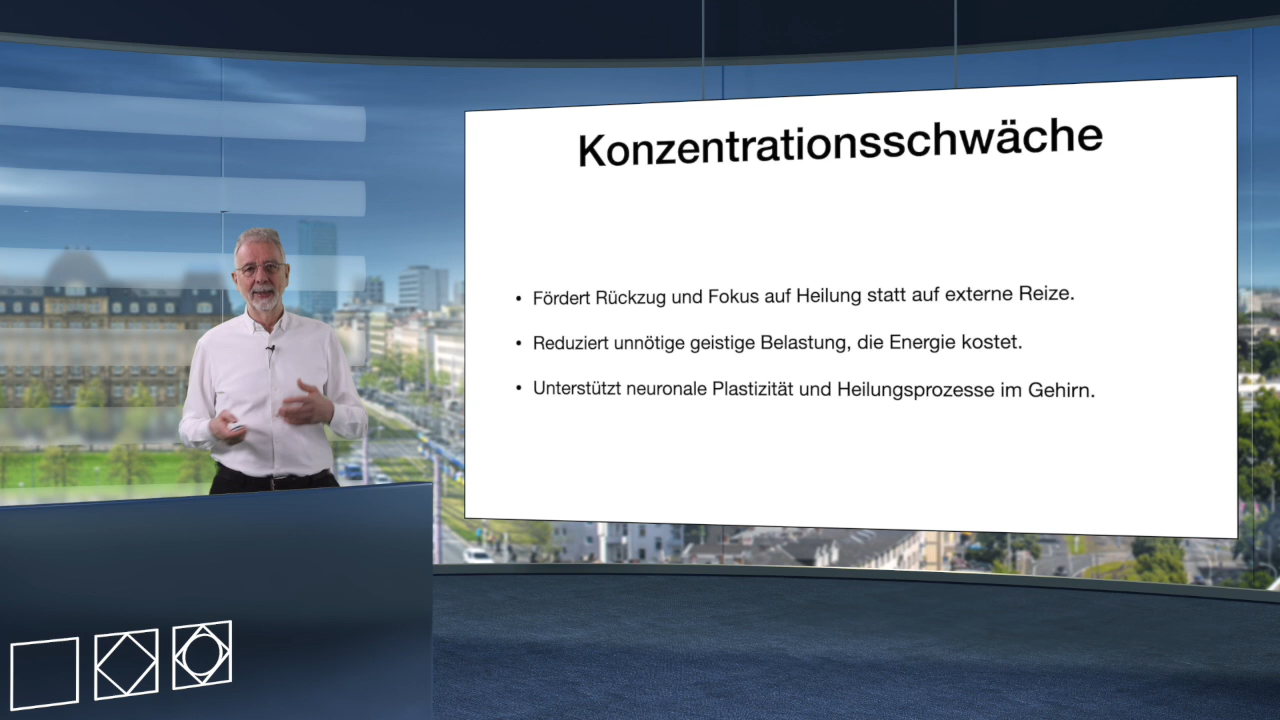 Konzentrationsschwäche
• Fördert Rückzug und Fokus auf Heilung statt auf externe Reize.
• Reduziert unnötige geistige Belastung, die Energie kostet.
• Unterstützt neuronale Plastizität und Heilungsprozesse im Gehirn.